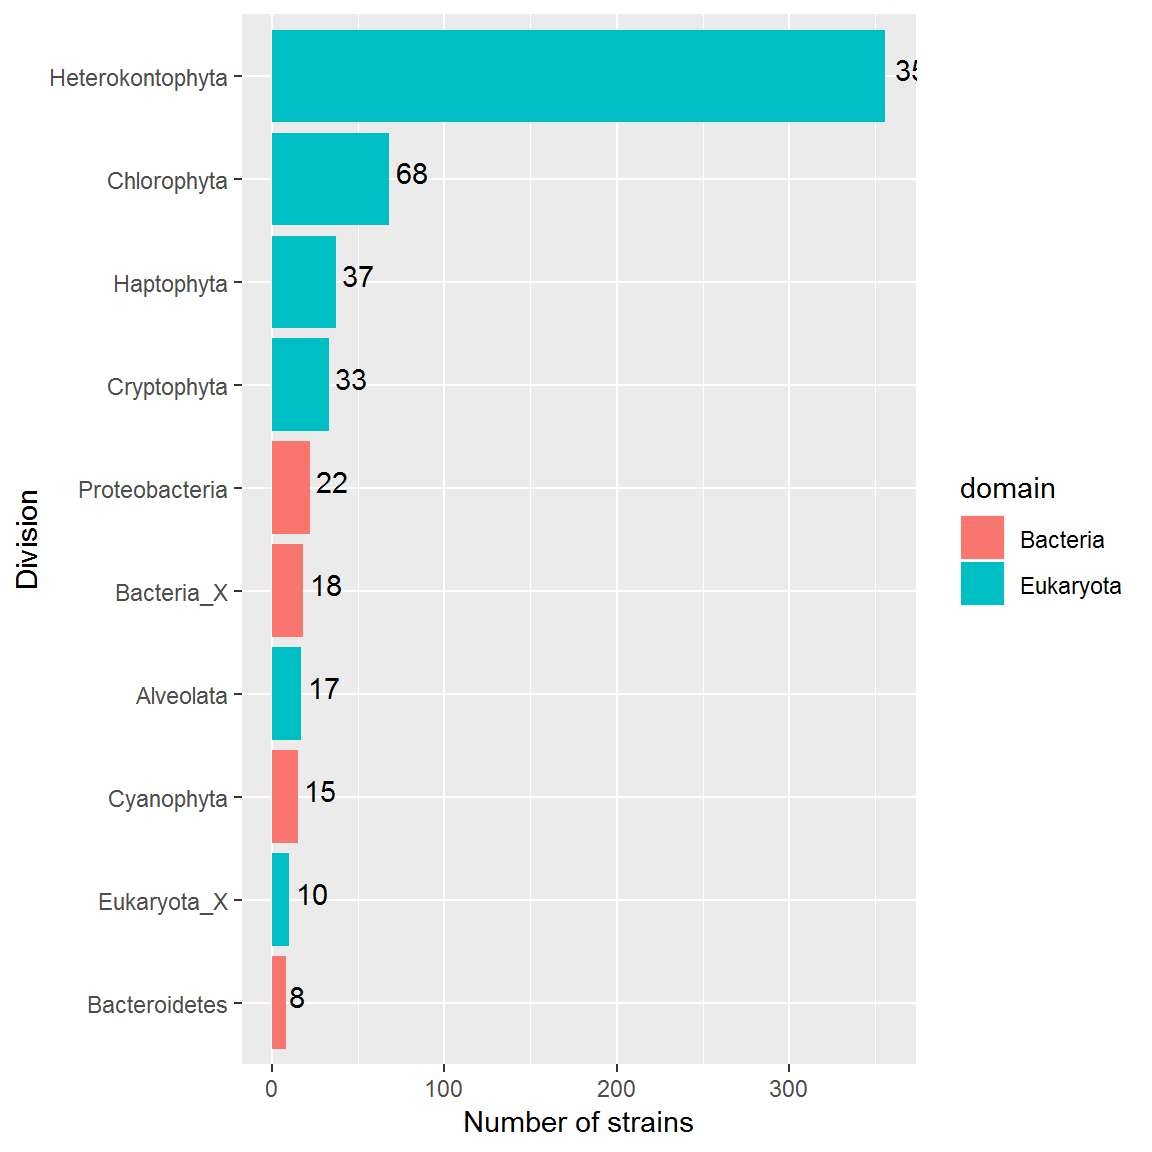 Heterokontophyta
35
Chlorophyta
68
Haptophyta
37
Cryptophyta
33
Proteobacteria
22
Bacteria_X
18
Alveolata
17
Cyanophyta
15
Eukaryota_X
10
Bacteroidetes
8
0 100 200 300
Number of strains
Division
domain
Bacteria
Eukaryota